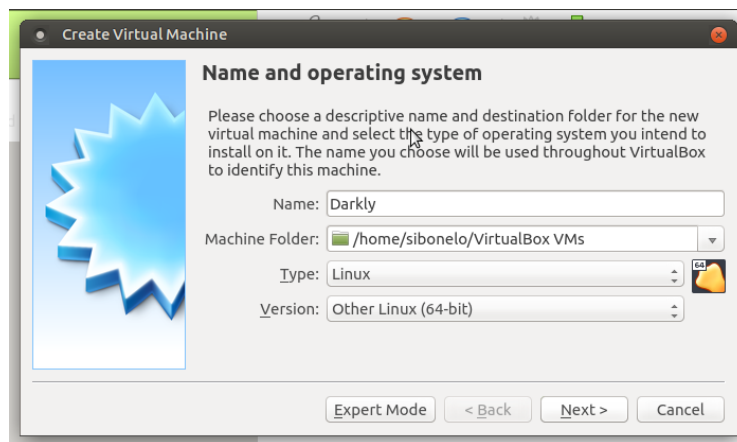 Create Virtual Machine
Name and operating system
Please choose a descriptive name and destination folder for the new
virtual machine and select the type of operating system you intend to
install on it. The name you choose will be used throughout VirtualBox
to identify this machine.
Name: Darkly
Machine Folder: /home/sibonelo/VirtualBox VMs
Type: Linux
64
Version: Other Linux (64-bit)
Expert Mode < Back Next > Cancel